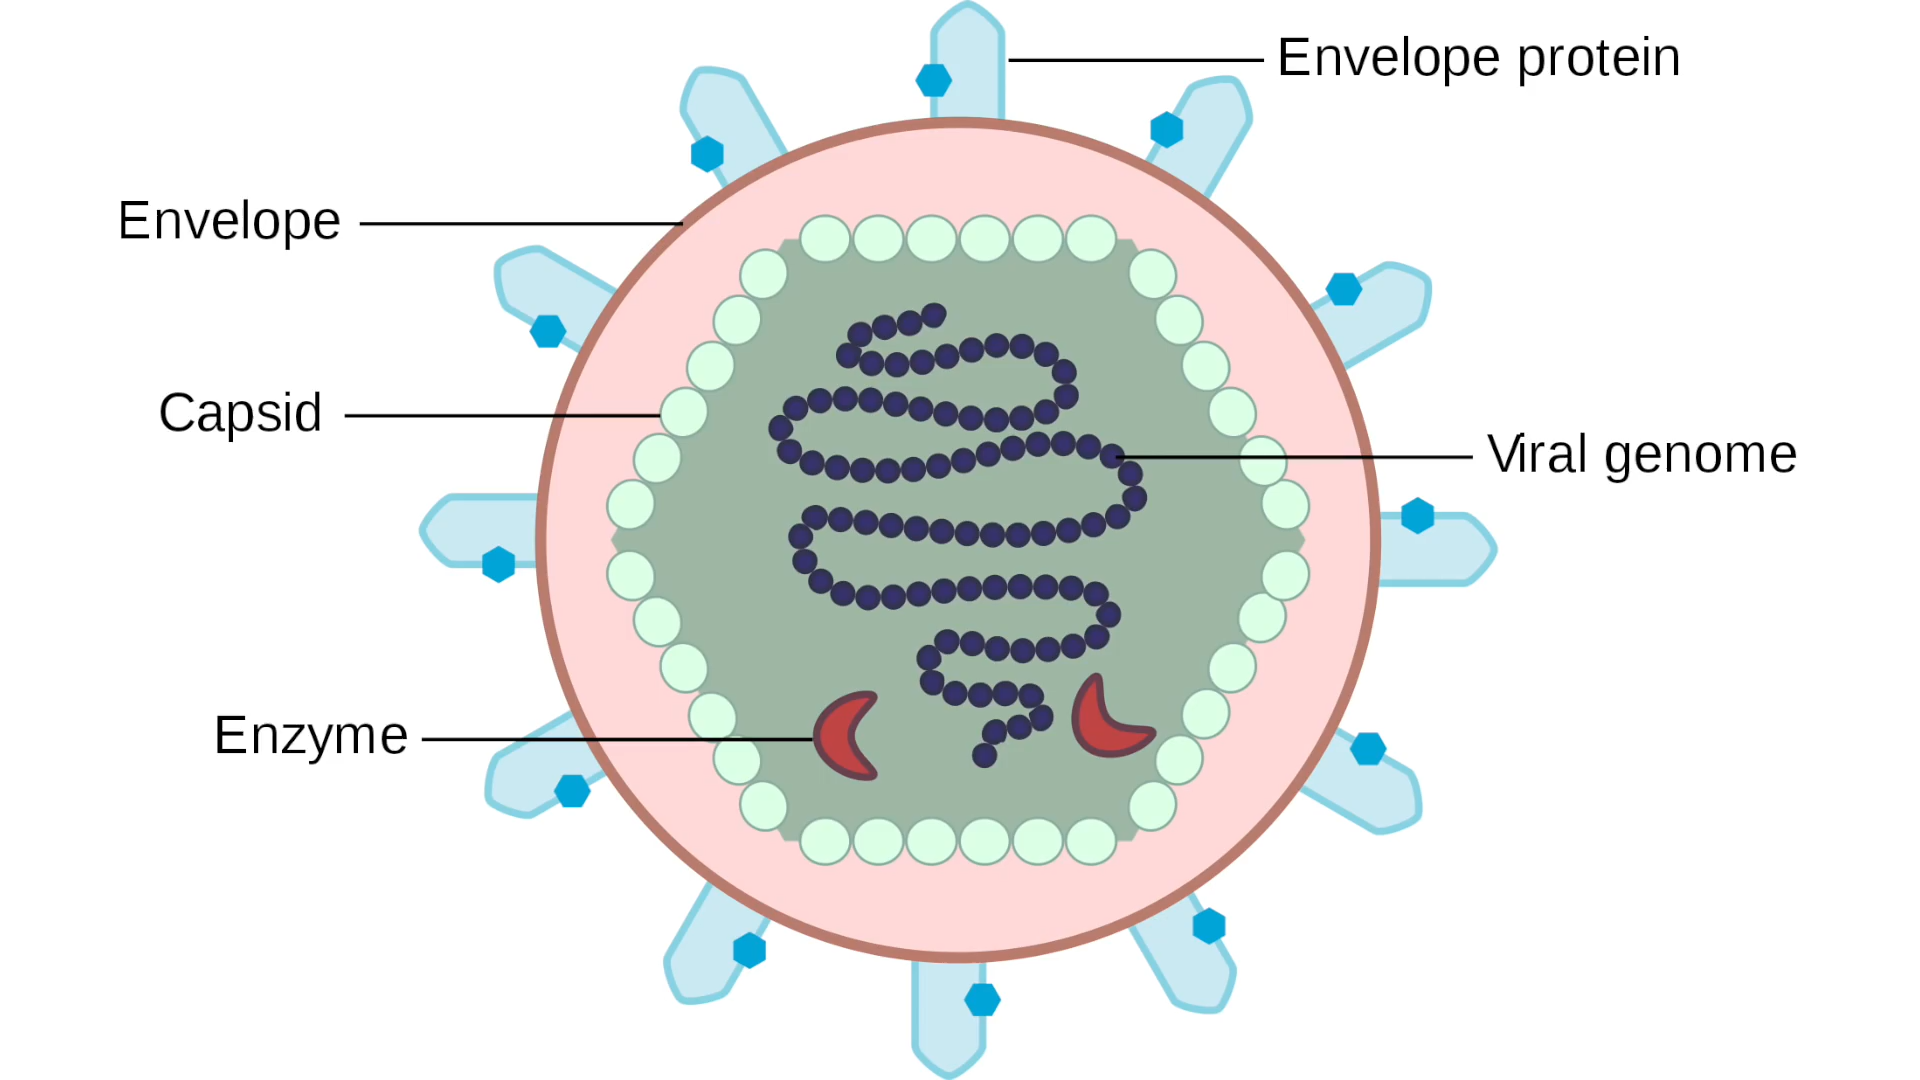 Envelope protein
Envelope
Capsid
Viral genome
Enzyme